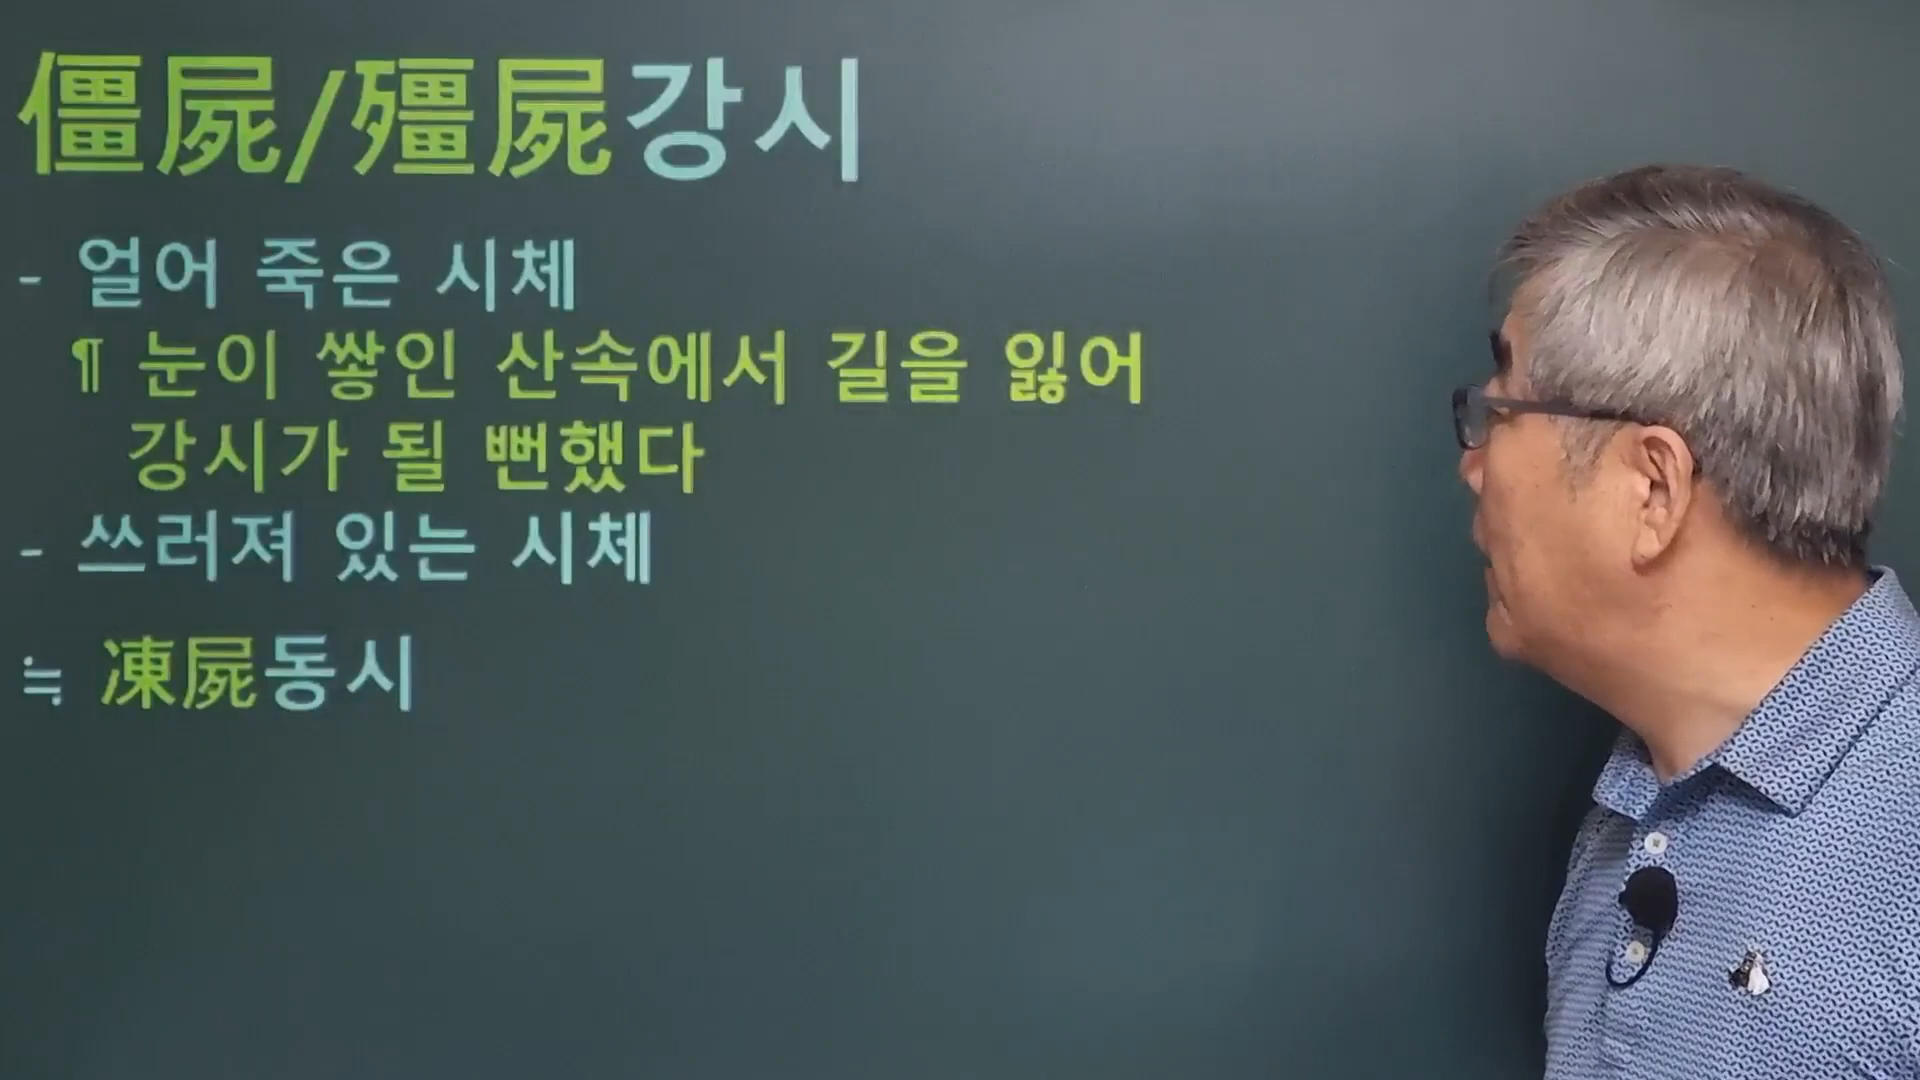 僵屍/殭屍강시
- 얼어 죽은 시체
¶ 눈이 쌓인 산속에서 길을 잃어
강시가 될 뻔했다
- 쓰러져 있는 시체
≒ 凍屍동시